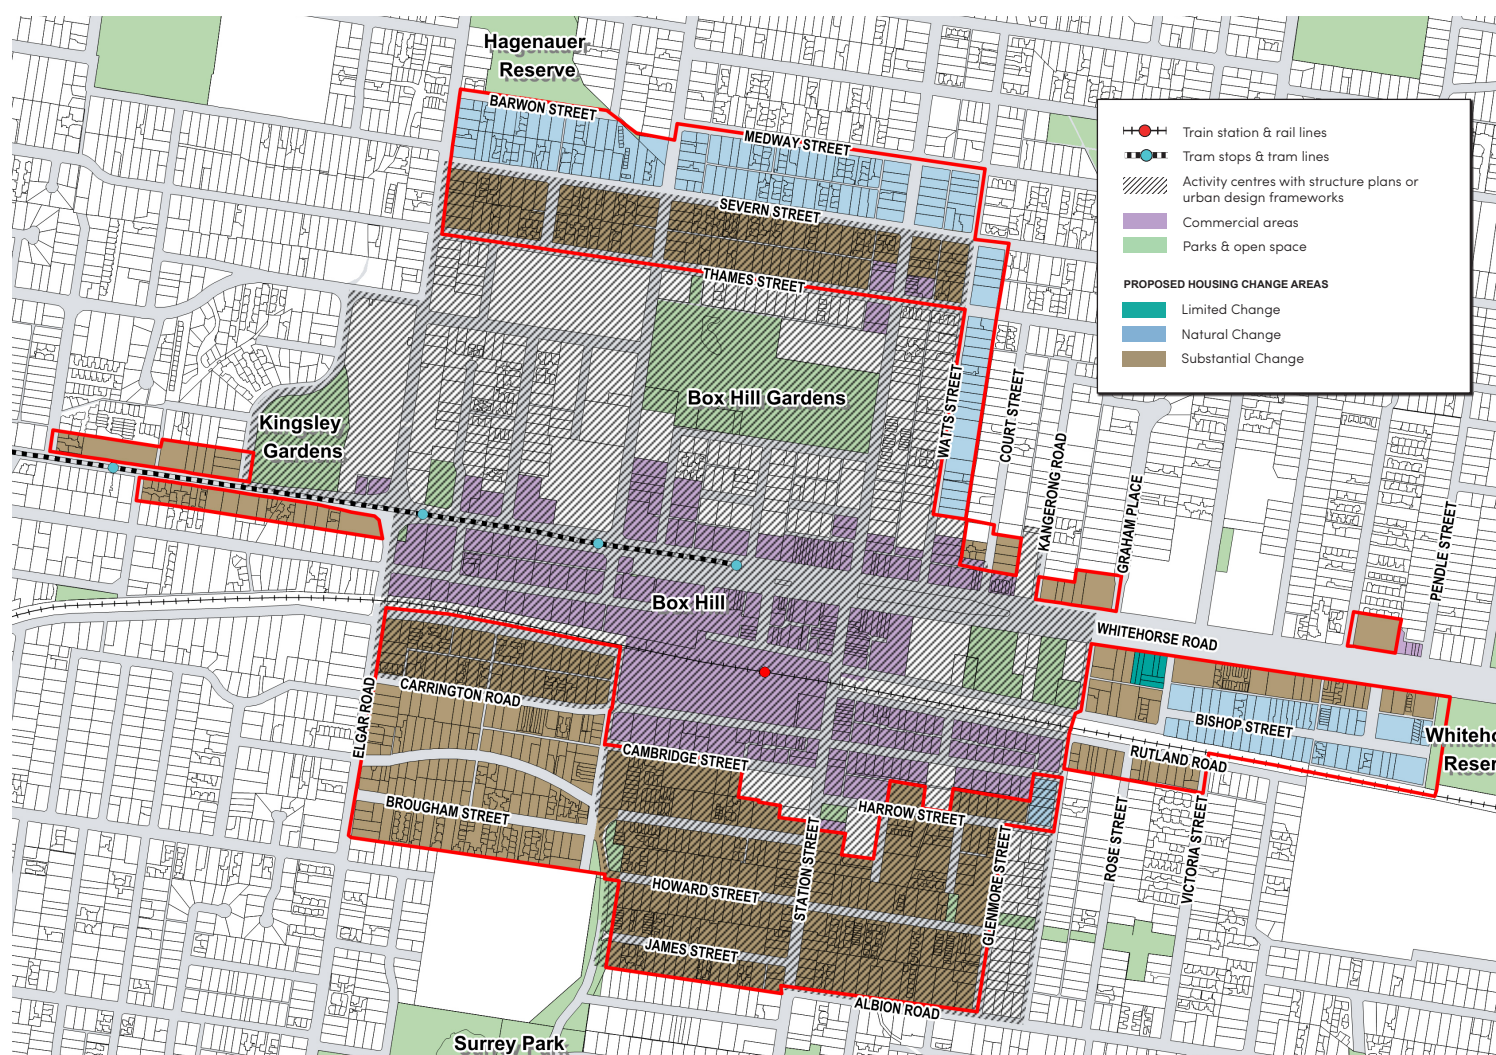 Hagenauer
Reserve
BARWON STREET
MEDWAY STREET
SEVERN STREET
THAMES STREET
Train station & rail lines
Tram stops & tram lines
Activity centres with structure plans or
urban design frameworks
Commercial areas
Parks & open space
PROPOSED HOUSING CHANGE AREAS
Limited Change
Natural Change
Substantial Change
Box Hill Gardens
Kingsley
Gardens
WATTS STREET
COURT STREET
KANGERONG ROAD
GRAHAM PLACE
PENDLE STREET
Box Hill
WHITEHORSE ROAD
ELGAR ROAD
CARRINGTON ROAD
BISHOP STREET
Whiteho
Reser
RUTLAND ROAD
CAMBRIDGE STREET
BROUGHAM STREET
HARROW STREET
STATION STREET
GLENMORE STREET
ROSE STREET
VICTORIA STREET
HOWARD STREET
JAMES STREET
ALBION ROAD
Surrey Park